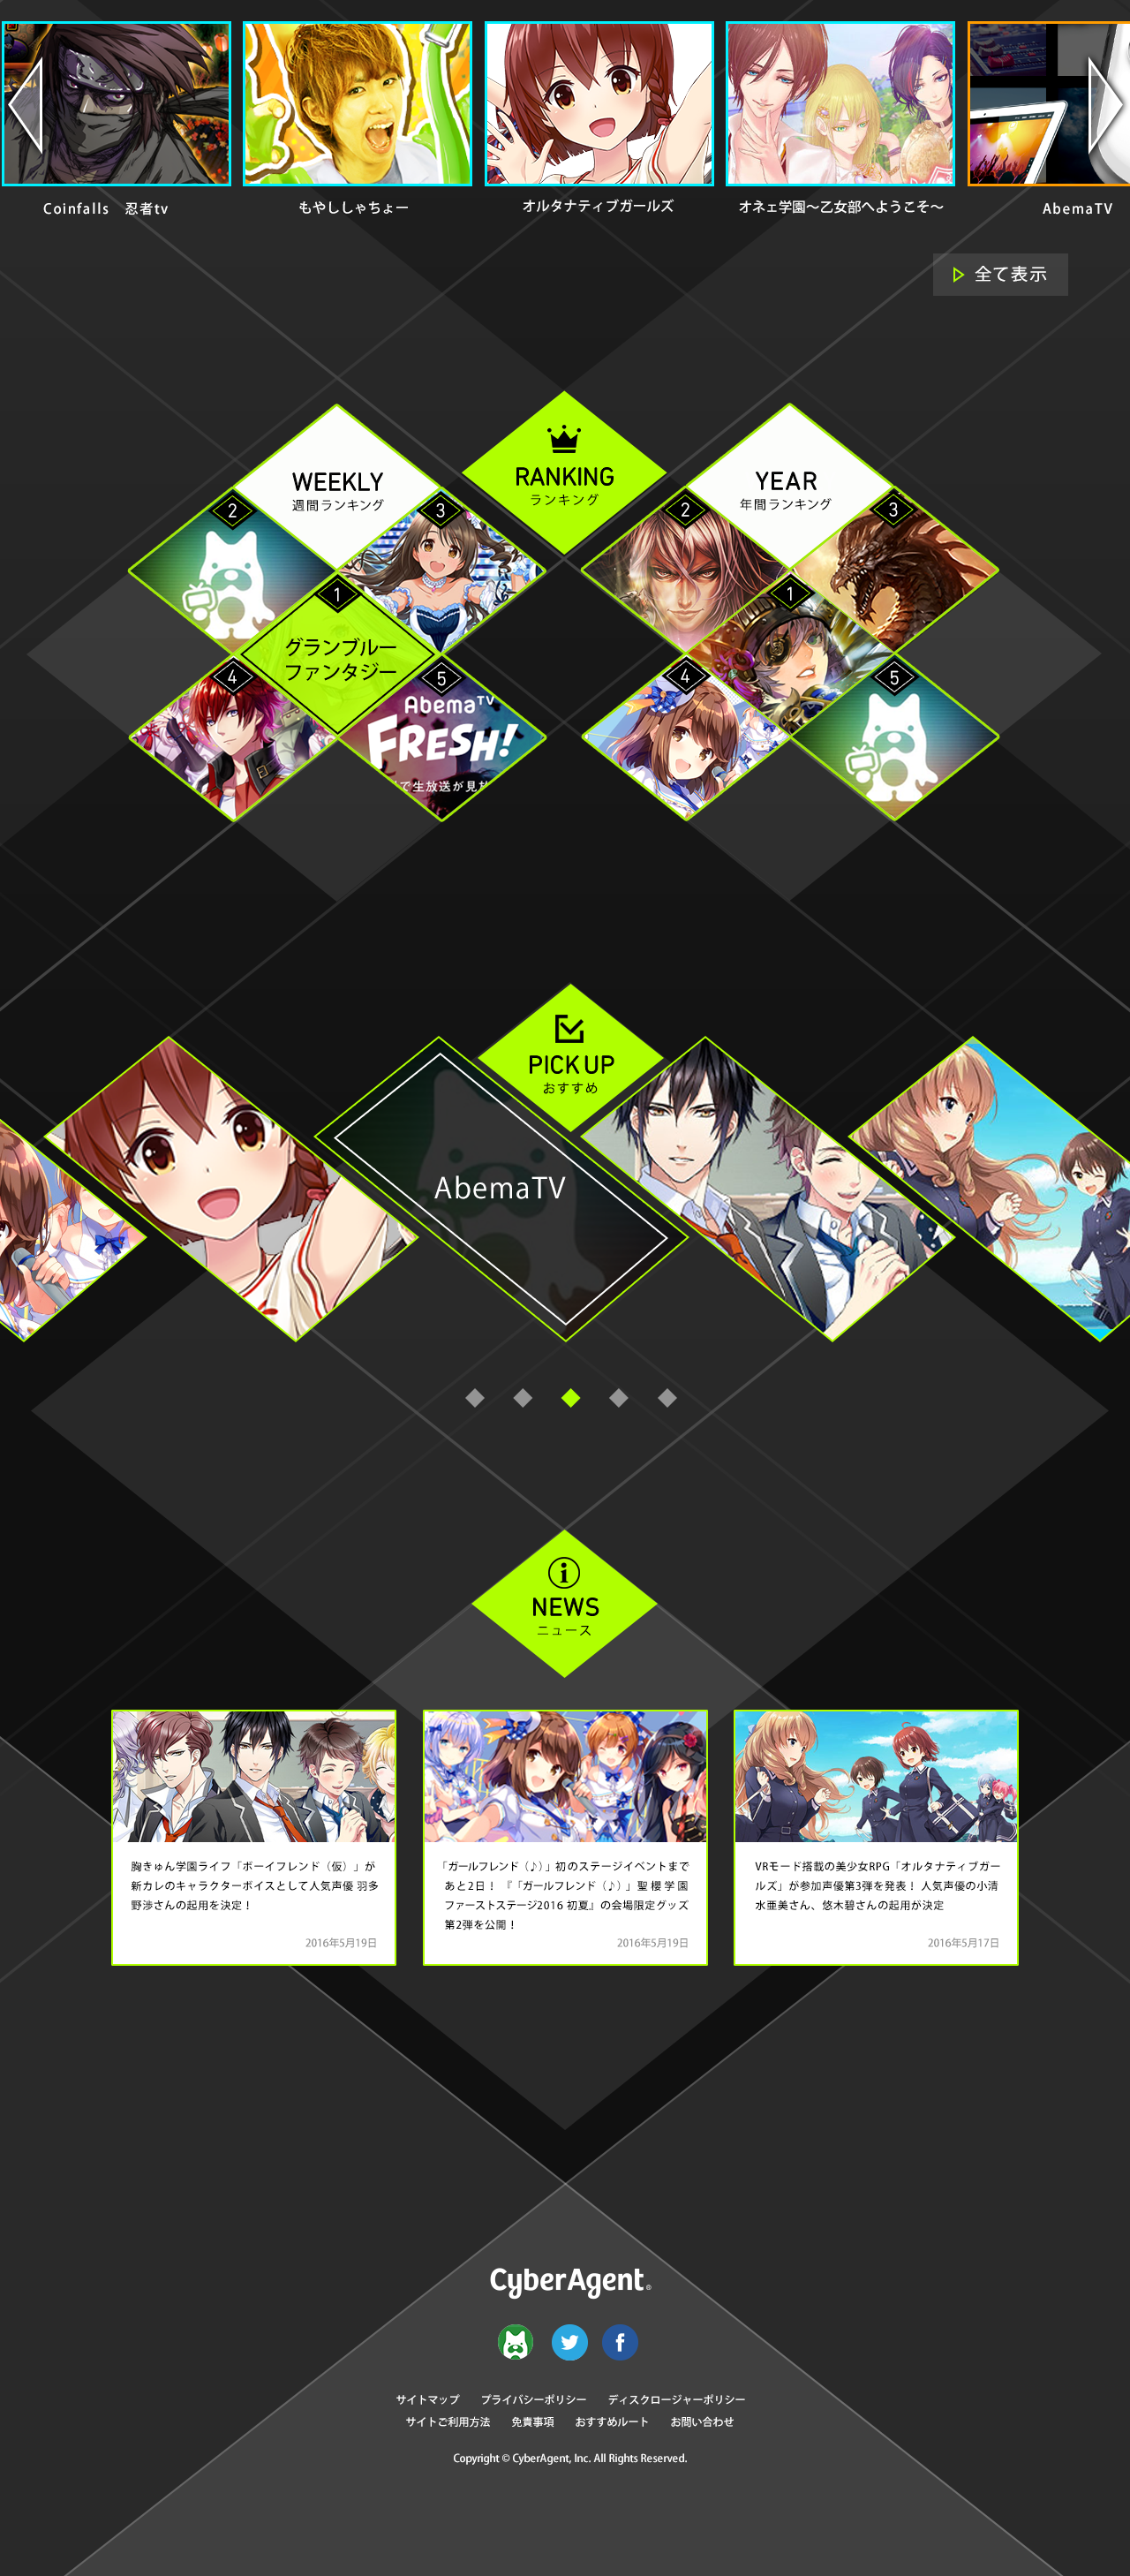 Coinfalls　忍者tv
もやししゃちょー
オルタナティブガールズ
オネェ学園〜乙女部へようこそ〜
AbemaTV
全て表示
RANKING
ランキング
WEEKLY
週間ランキング
2
3
1
グランブルー
ファンタジー
4
5
AbemaTV
FRESH!
で生放送が見
YEAR
年間ランキング
2
3
1
4
5
PICK UP
おすすめ
AbemaTV
NEWS
ニュース
胸きゅん学園ライフ「ボーイフレンド（仮）」が
新カレのキャラクターボイスとして人気声優 羽多
野渉さんの起用を決定！
2016年5月19日
「ガールフレンド（♪）」初のステージイベントまで
あと2日！『「ガールフレンド（♪）」聖櫻学園
ファーストステージ2016 初夏』の会場限定グッズ
第2弾を公開！
2016年5月19日
VRモード搭載の美少女RPG「オルタナティブガー
ルズ」が参加声優第3弾を発表！ 人気声優の小清
水亜美さん、悠木碧さんの起用が決定
2016年5月17日
CyberAgent®
サイトマップ　プライバシーポリシー　ディスクロージャーポリシー
サイトご利用方法　免責事項　おすすめルート　お問い合わせ
Copyright © CyberAgent, Inc. All Rights Reserved.